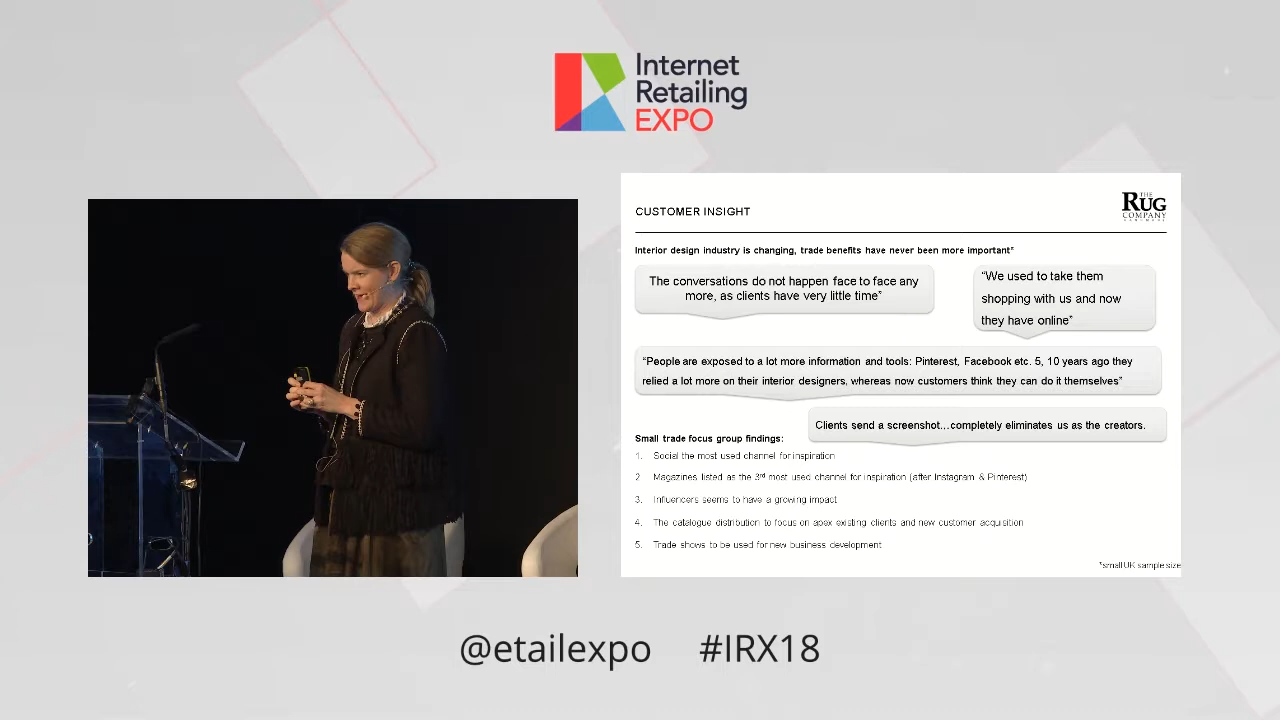 Internet
Retailing
EXPO
CUSTOMER INSIGHT
THE
RUG
COMPANY
Interior design industry is changing, trade benefits have never been more important*
The conversations do not happen face to face any
more, as clients have very little time”
“We used to take them
shopping with us and now
they have online”
“People are exposed to a lot more information and tools: Pinterest, Facebook etc. 5, 10 years ago they
relied a lot more on their interior designers, whereas now customers think they can do it themselves”
Clients send a screenshot…completely eliminates us as the creators.
Small trade focus group findings:
1. Social the most used channel for inspiration
2 Magazines listed as the 3rd most used channel for inspiration (after Instagram & Pinterest)
3. Influencers seems to have a growing impact
4. The catalogue distribution to focus on apex existing clients and new customer acquisition
5. Trade shows to be used for new business development
*small UK sample size
@etailexpo #IRX18